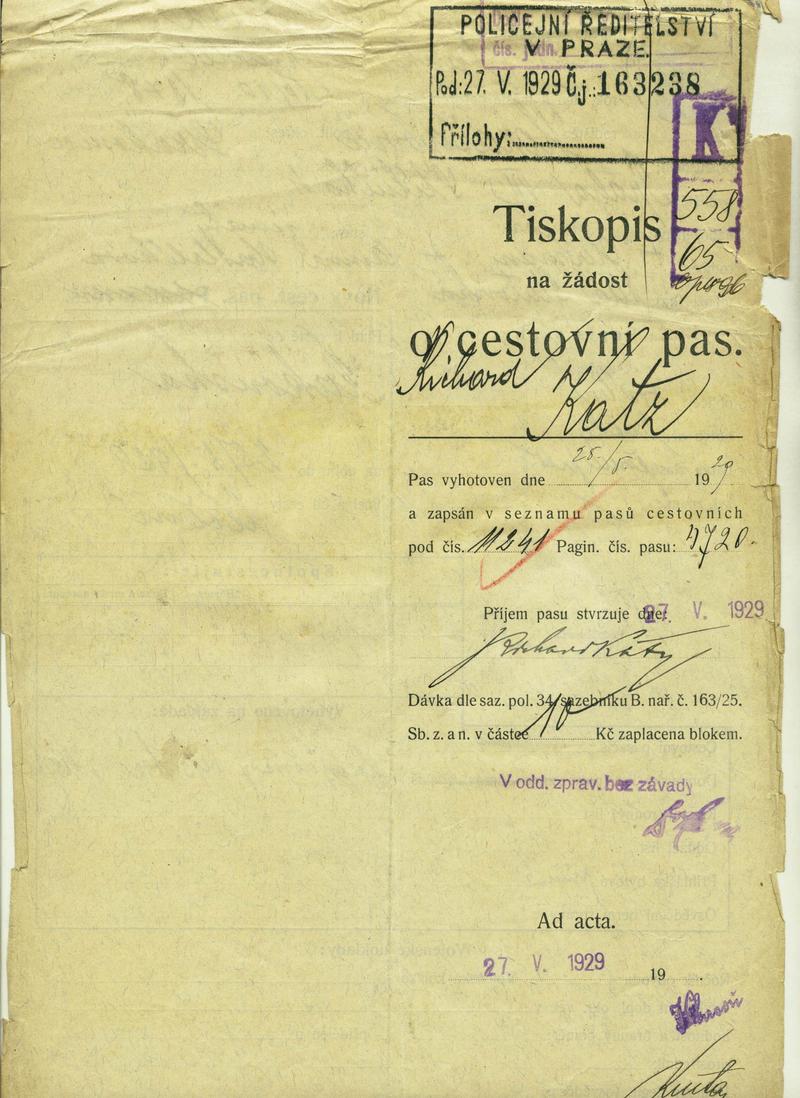 POLICEJNÍ ŘEDITELSTVÍ
V PRAZE.
čís. jedn.
Pod: 27. V. 1929 Č.j.: 163238
Přílohy:
K
558
65
Tiskopis
na žádost
o cestovní pas.
Richard
Katz
Pas vyhotoven dne 28/5. 1929
a zapsán v seznamu pasů cestovních
pod čís. 11241 Pagin. čís. pasu: 4720.
Příjem pasu stvrzuje dne: 27. V. 1929
Richard Katz
Dávka dle saz. pol. 34 sazebníku B. nař. č. 163/25.
Sb. z. a n. v částce 10 Kč zaplacena blokem.
V odd. zprav. bez závady
Ad acta.
27. V. 1929 19 .